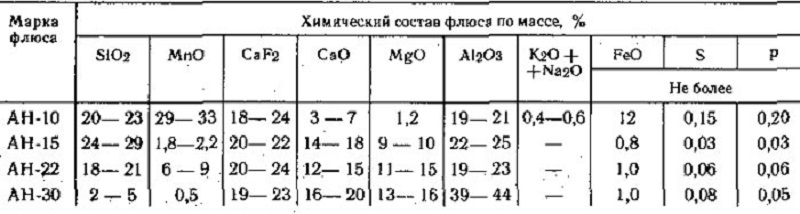 Марка флюса Химический состав флюса по массе, %
SiO2 MnO CaF2 CaO MgO Al2O3 K2O + +Na2O FeO S P
Не более
АН-10 20—23 29—33 18—24 3—7 1,2 19—21 0,4—0,6 12 0,15 0,20
АН-15 24—29 1,8—2,2 20—22 14—18 9—10 22—25 — 0,8 0,03 0,03
АН-22 18—21 6—9 20—24 12—15 11—15 19—23 — 1,0 0,06 0,06
АН-30 2—5 0,5 19—23 16—20 13—16 39—44 — 1,0 0,08 0,05